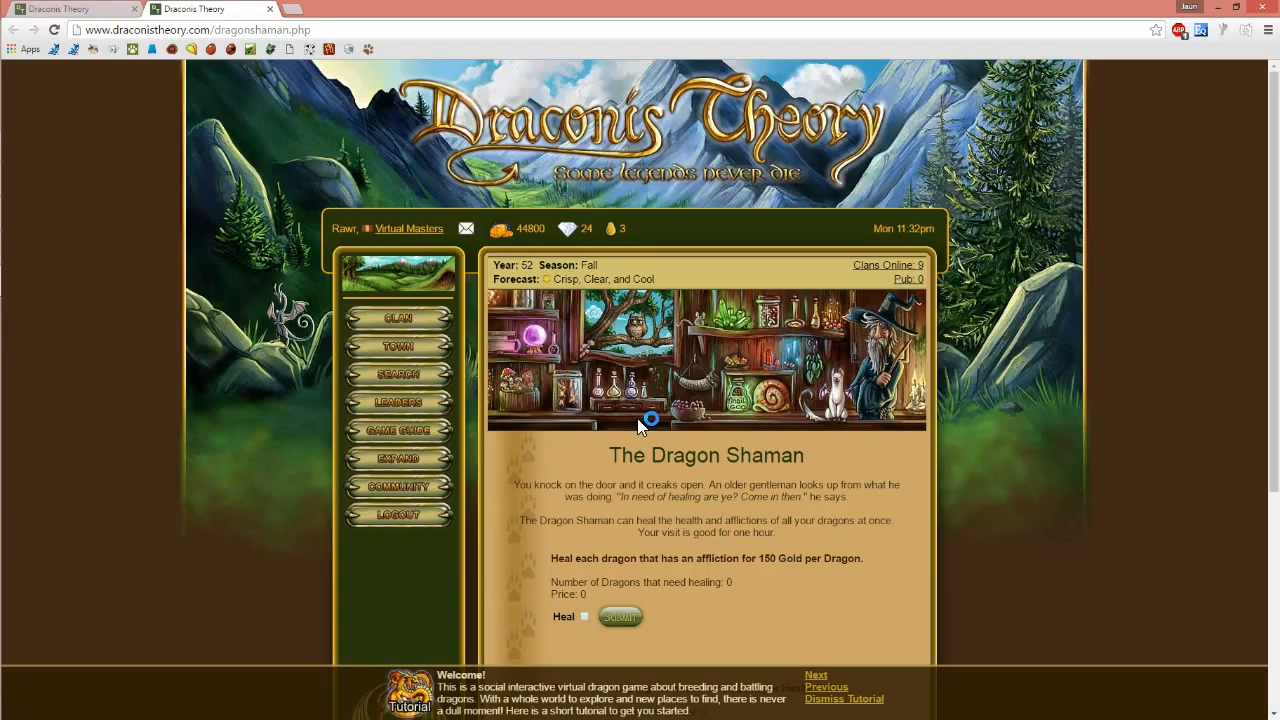 Draconis Theory
Draconis Theory
Jaun
www.draconistheory.com/dragonshaman.php
Apps
Draconis Theory
Some legends never die
Rawr, Virtual Masters 44800 24 3 Mon 11:32pm
Year: 52 Season: Fall Clans Online: 9
Forecast: Crisp, Clear, and Cool Pub: 0
CLAN
TOWN
SEARCH
LEADERS
GAME GUIDE
EXPAND
COMMUNITY
LOGOUT
The Dragon Shaman
You knock on the door and it creaks open. An older gentleman looks up from what he
was doing. "In need of healing are ye? Come in then." he says.
The Dragon Shaman can heal the health and afflictions of all your dragons at once.
Your visit is good for one hour.
Heal each dragon that has an affliction for 150 Gold per Dragon.
Number of Dragons that need healing: 0
Price: 0
Heal Submit
Tutorial
Welcome!
This is a social interactive virtual dragon game about breeding and battling
dragons. With a whole world to explore and new places to find, there is never
a dull moment! Here is a short tutorial to get you started.
Next
Previous
Dismiss Tutorial